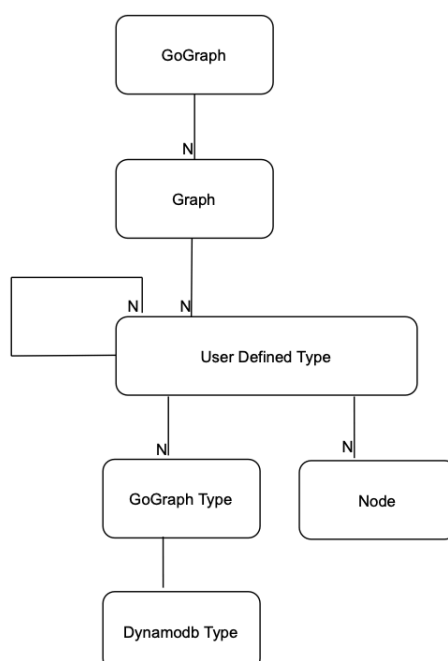 GoGraph
N
Graph
N
N
User Defined Type
N
N
GoGraph Type
Node
Dynamodb Type